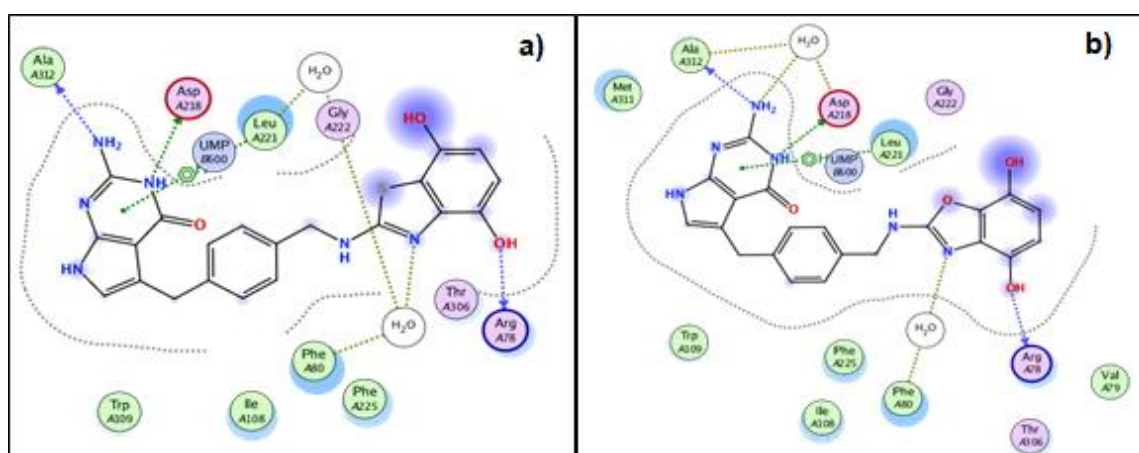 a)
Ala
A312
H₂O
Asp
A218
Leu
A221
Gly
A222
HO
UMP
B600
NH₂
NH
N
S
O
N
OH
N
H
HN
Thr
A306
H₂O
Arg
A78
Phe
A80
Phe
A225
Trp
A109
Ile
A108
b)
H₂O
Ala
A312
Met
A311
Asp
A218
Gly
A222
NH₂
Leu
A221
N
NH
H
UMP
B600
OH
HN
O
H
N
O
N
OH
H₂O
Trp
A109
Phe
A225
Arg
A78
Val
A79
Phe
A80
Ile
A108
Thr
A306